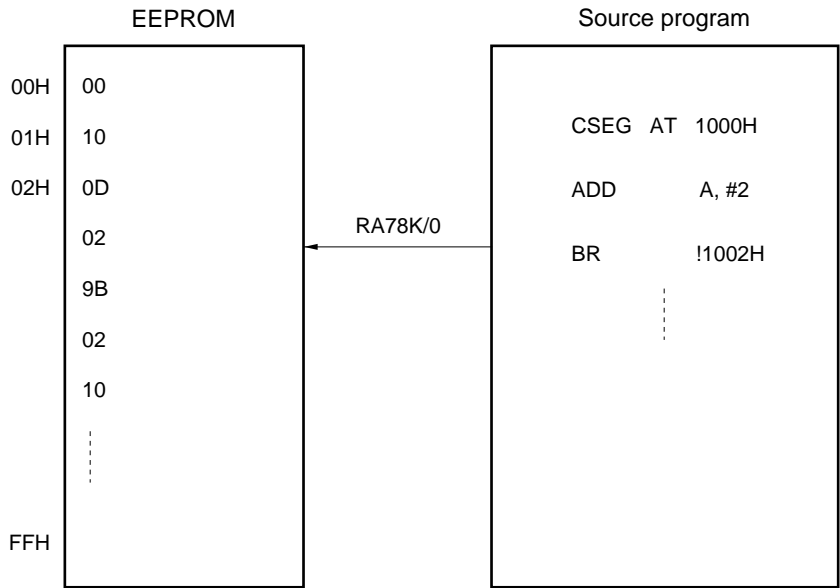 EEPROM
Source program
00H 00
01H 10
02H 0D
02
9B
02
10
FFH
RA78K/0
CSEG AT 1000H
ADD A, #2
BR !1002H